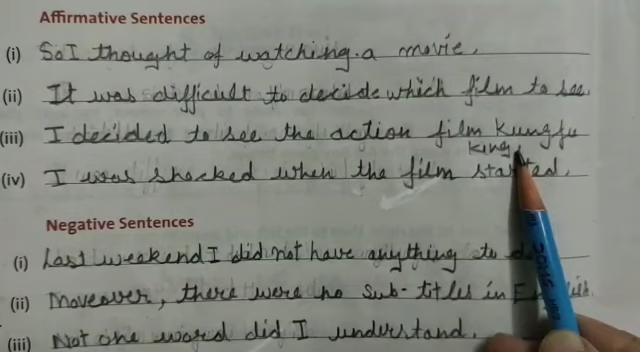 Affirmative Sentences
(i) So I thought of watching a movie.
(ii) It was difficult to decide which film to see.
(iii) I decided to see the action film Kungfu
King.
(iv) I was shocked when the film started.
Negative Sentences
(i) Last weekend I did not have anything to
(ii) Moveover, there were no sub-titles in
(iii) Not one word did I understand.